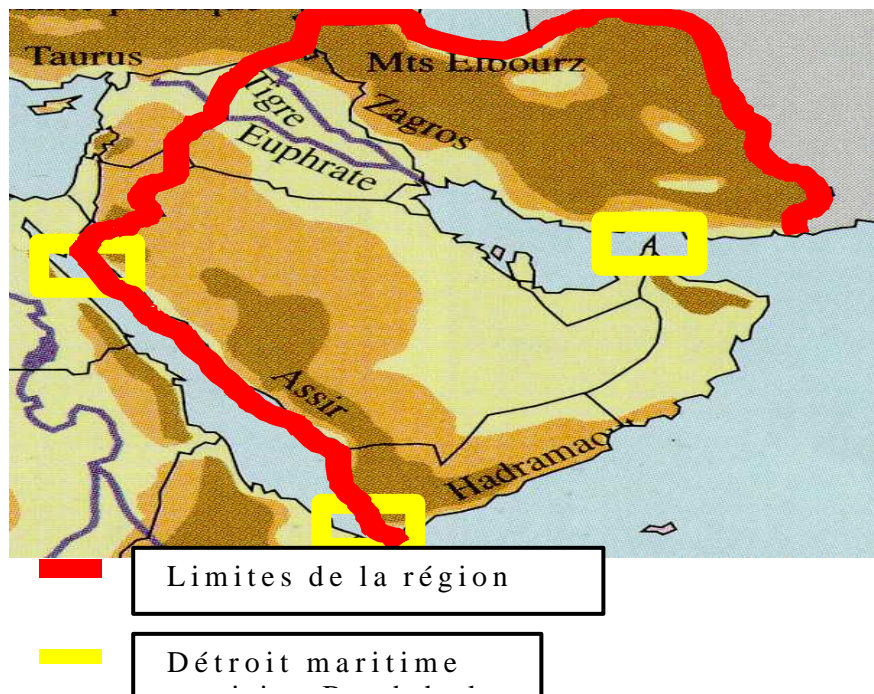 Taurus
Mts Elbourz
Tigre
Zagros
Euphrate
A
Assir
Hadramaout
Limites de la région
Détroit maritime